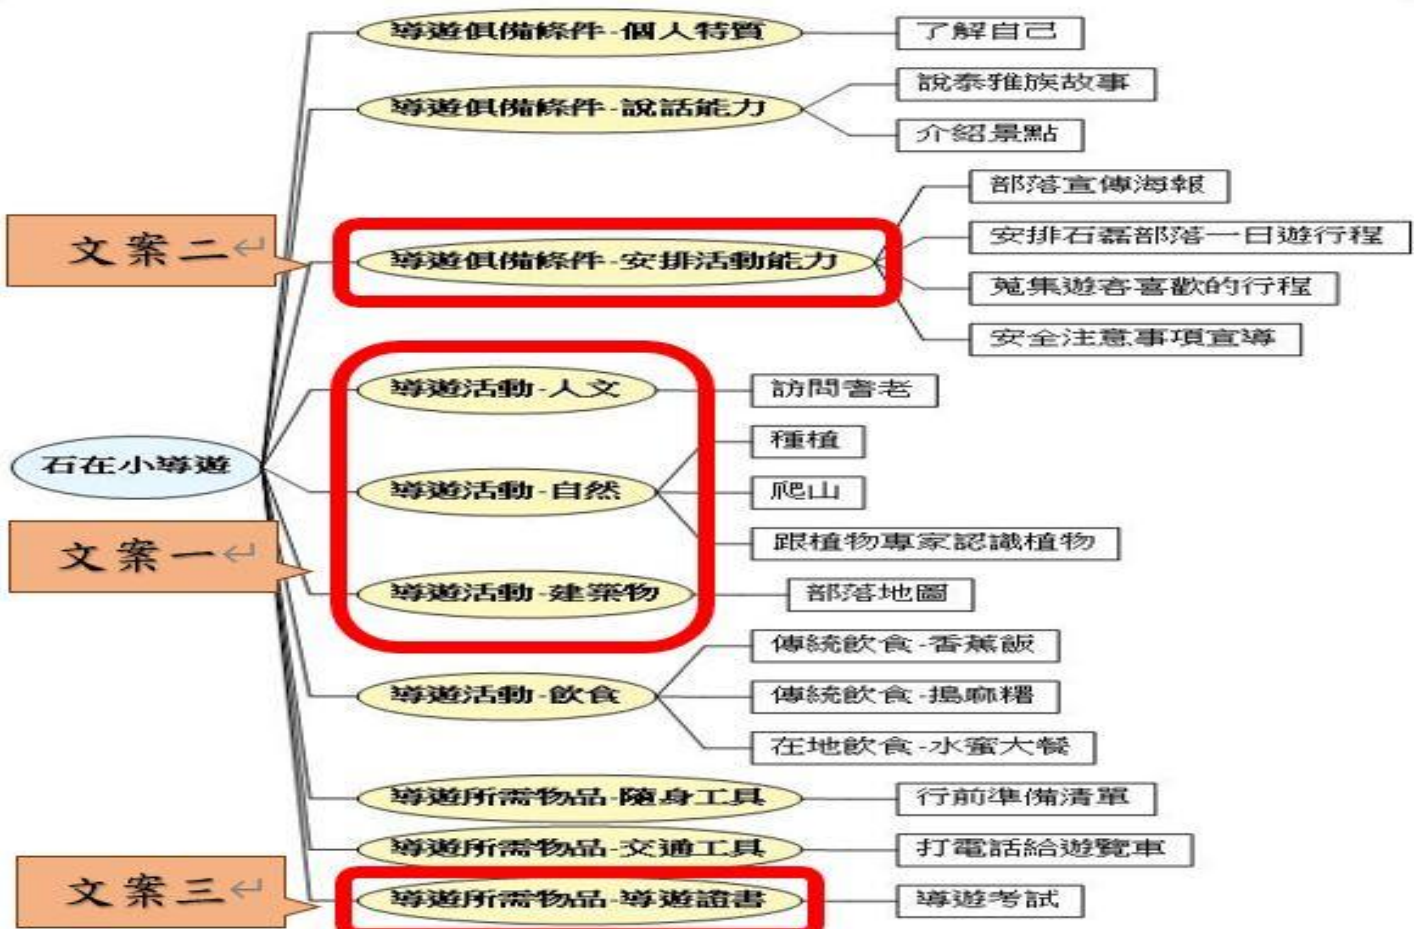 導遊俱備條件-個人特質
了解自己
導遊俱備條件-說話能力
說泰雅族故事
介紹景點
文案二
導遊俱備條件-安排活動能力
部落宣傳海報
安排石磊部落一日遊行程
蒐集遊客喜歡的行程
安全注意事項宣導
石在小導遊
文案一
導遊活動-人文
訪問耆老
導遊活動-自然
種植
爬山
跟植物專家認識植物
導遊活動-建築物
部落地圖
導遊活動-飲食
傳統飲食-香蕉飯
傳統飲食-搗麻糬
在地飲食-水蜜大餐
導遊所需物品-隨身工具
行前準備清單
導遊所需物品-交通工具
打電話給遊覽車
文案三
導遊所需物品-導遊證書
導遊考試